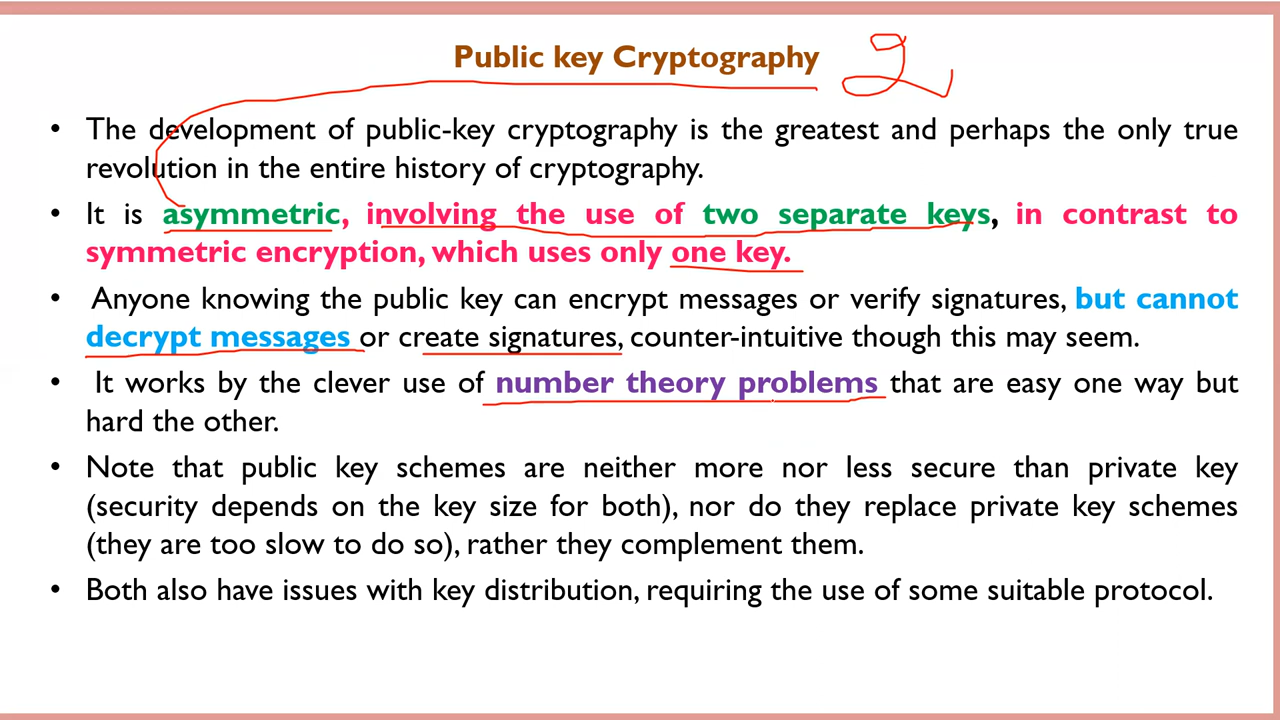 Public key Cryptography 2
• The development of public-key cryptography is the greatest and perhaps the only true
revolution in the entire history of cryptography.
• It is asymmetric, involving the use of two separate keys, in contrast to
symmetric encryption, which uses only one key.
• Anyone knowing the public key can encrypt messages or verify signatures, but cannot
decrypt messages or create signatures, counter-intuitive though this may seem.
• It works by the clever use of number theory problems that are easy one way but
hard the other.
• Note that public key schemes are neither more nor less secure than private key
(security depends on the key size for both), nor do they replace private key schemes
(they are too slow to do so), rather they complement them.
• Both also have issues with key distribution, requiring the use of some suitable protocol.